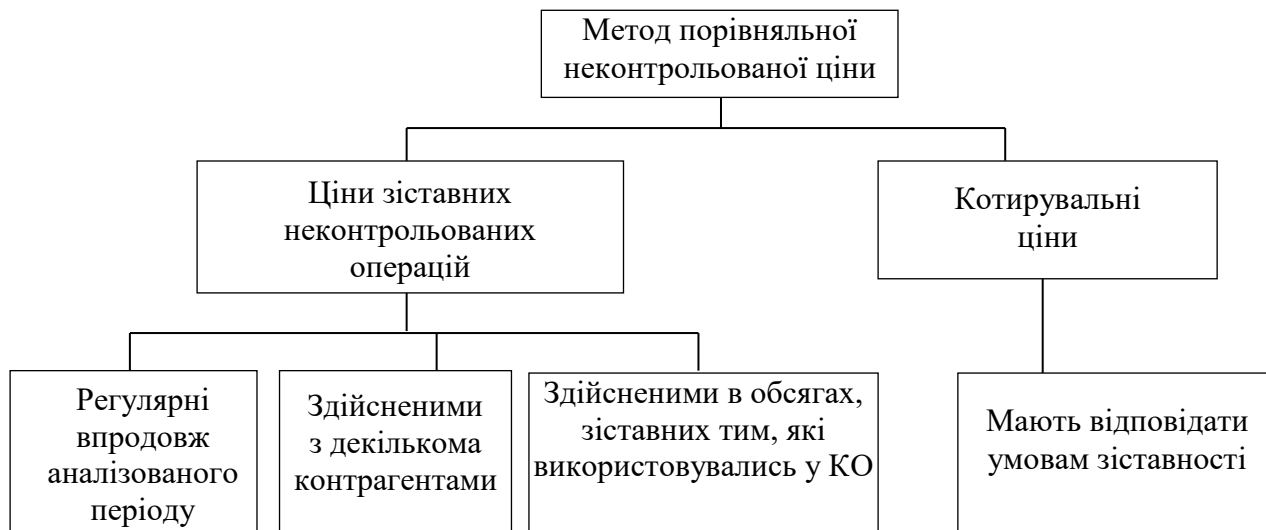 Метод порівняльної
неконтрольованої ціни
Ціни зіставних
неконтрольованих
операцій
Котирувальні
ціни
Регулярні
впродовж
аналізованого
періоду
Здійсненими
з декількома
контрагентами
Здійсненими в обсягах,
зіставних тим, які
використовувались у КО
Мають відповідати
умовам зіставності